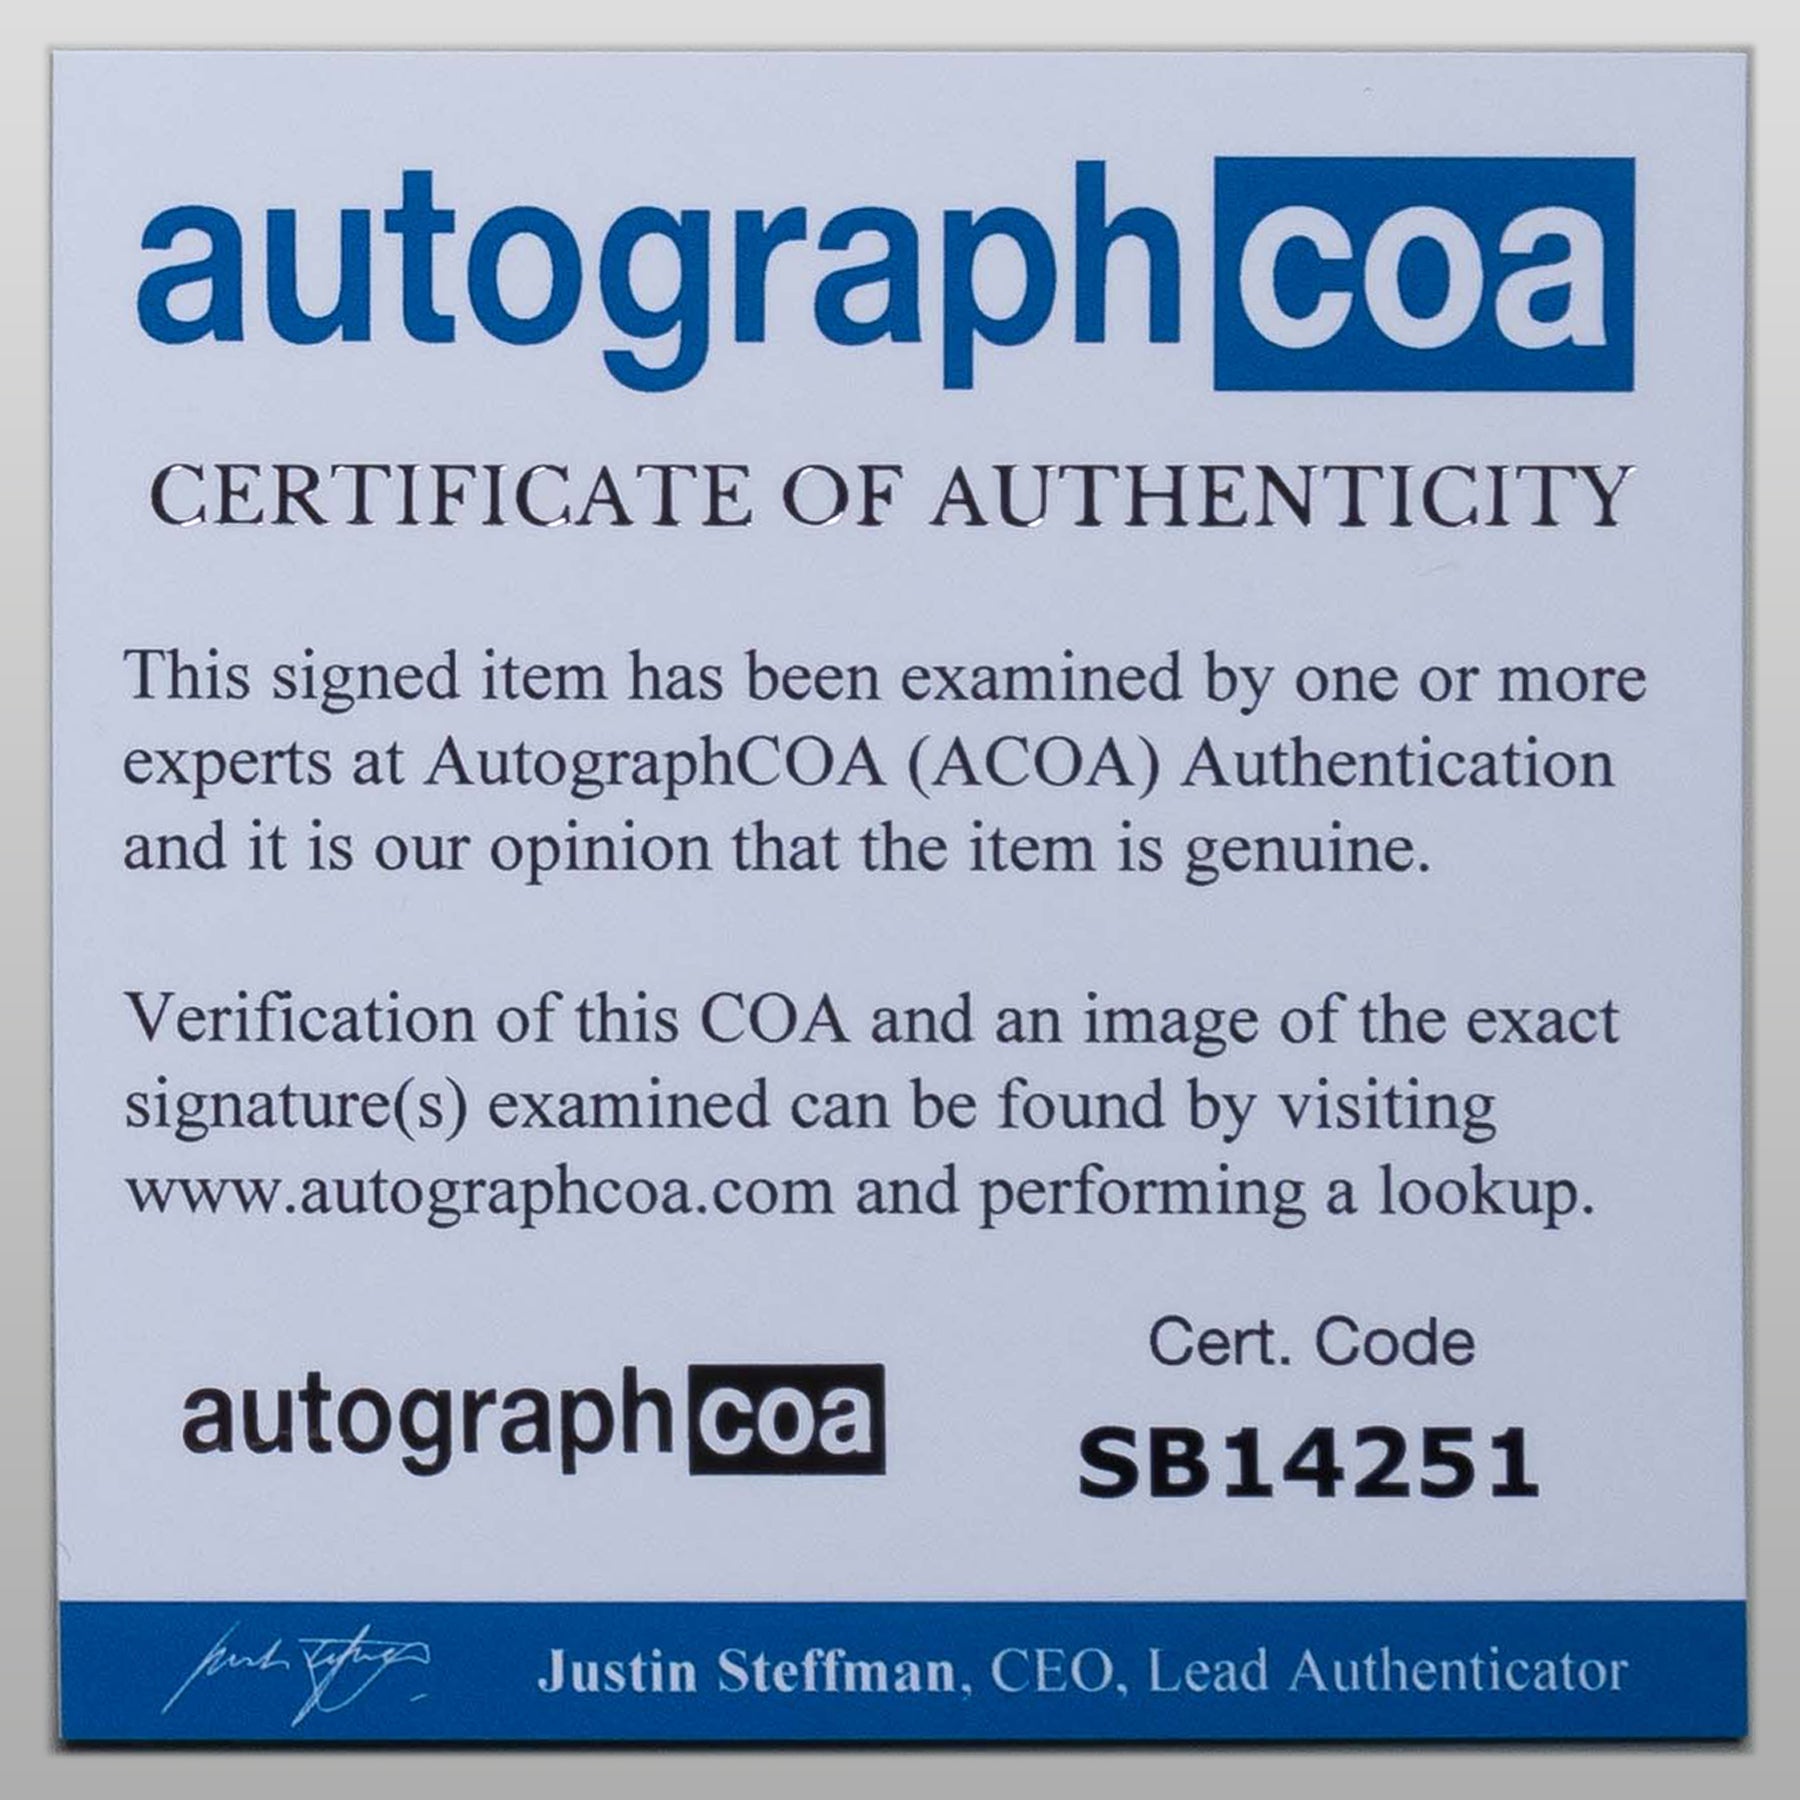 autographcoa
CERTIFICATE OF AUTHENTICITY
This signed item has been examined by one or more
experts at AutographCOA (ACOA) Authentication
and it is our opinion that the item is genuine.
Verification of this COA and an image of the exact
signature(s) examined can be found by visiting
www.autographcoa.com and performing a lookup.
autographcoa
Cert. Code
SB14251
Justin Steffman, CEO, Lead Authenticator